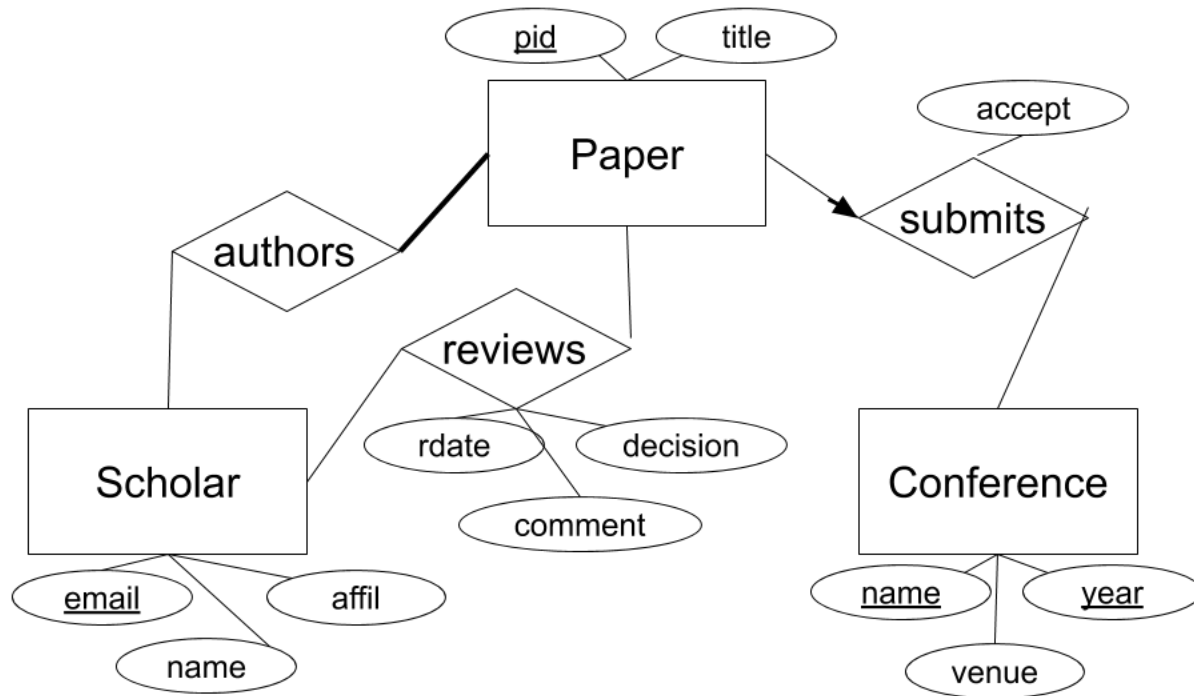 pid
title
accept
Paper
submits
authors
reviews
rdate
decision
Scholar
Conference
comment
email
affil
name
year
name
venue